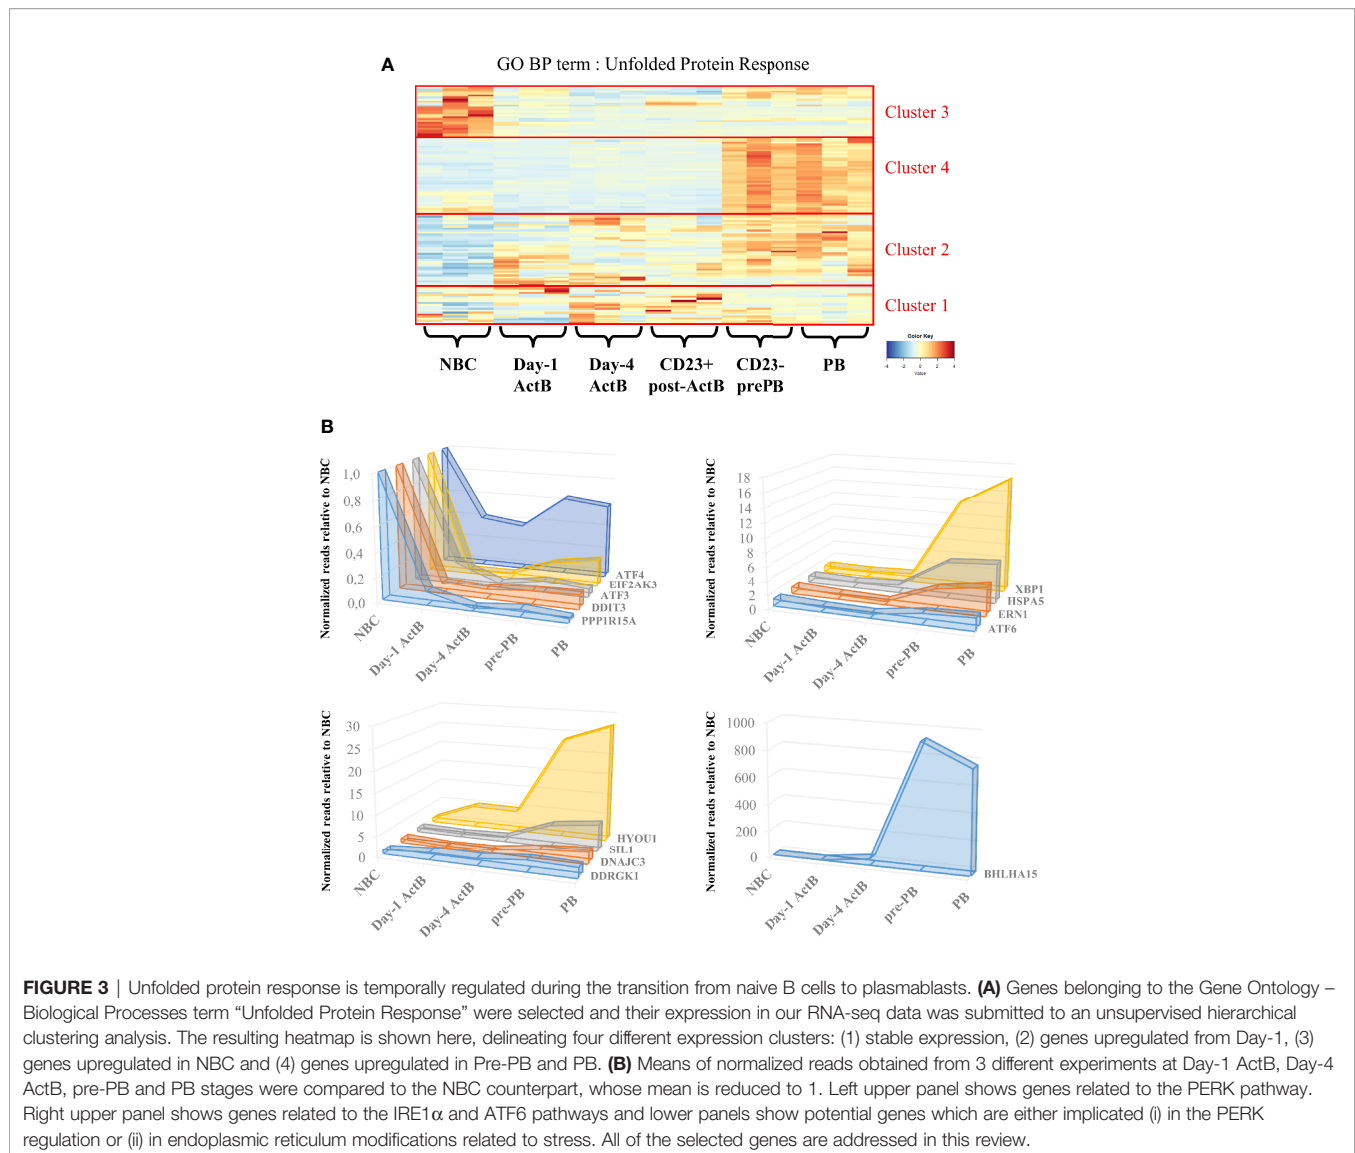 A
GO BP term : Unfolded Protein Response
Cluster 3
Cluster 4
Cluster 2
Cluster 1
NBC
Day-1
ActB
Day-4
ActB
CD23+
post-ActB
CD23-
prePB
PB
Color Key
-4 -2 0 2 4
Value
B
Normalized reads relative to NBC
1,0
0,8
0,6
0,4
0,2
0,0
NBC
Day-1 ActB
Day-4 ActB
pre-PB
PB
ATF4
EIF2AK3
ATF3
DDIT3
PPP1R15A
Normalized reads relative to NBC
18
16
14
12
10
8
6
4
2
0
NBC
Day-1 ActB
Day-4 ActB
pre-PB
PB
XBP1
HSPA5
ERN1
ATF6
Normalized reads relative to NBC
30
25
20
15
10
5
0
NBC
Day-1 ActB
Day-4 ActB
pre-PB
PB
HYOU1
SIL1
DNAJC3
DDRGK1
Normalized reads relative to NBC
1000
800
600
400
200
0
NBC
Day-1 ActB
Day-4 ActB
pre-PB
PB
BHLHA15
FIGURE 3 | Unfolded protein response is temporally regulated during the transition from naive B cells to plasmablasts. (A) Genes belonging to the Gene Ontology –
Biological Processes term “Unfolded Protein Response” were selected and their expression in our RNA-seq data was submitted to an unsupervised hierarchical
clustering analysis. The resulting heatmap is shown here, delineating four different expression clusters: (1) stable expression, (2) genes upregulated from Day-1, (3)
genes upregulated in NBC and (4) genes upregulated in Pre-PB and PB. (B) Means of normalized reads obtained from 3 different experiments at Day-1 ActB, Day-4
ActB, pre-PB and PB stages were compared to the NBC counterpart, whose mean is reduced to 1. Left upper panel shows genes related to the PERK pathway.
Right upper panel shows genes related to the IRE1α and ATF6 pathways and lower panels show potential genes which are either implicated (i) in the PERK
regulation or (ii) in endoplasmic reticulum modifications related to stress. All of the selected genes are addressed in this review.